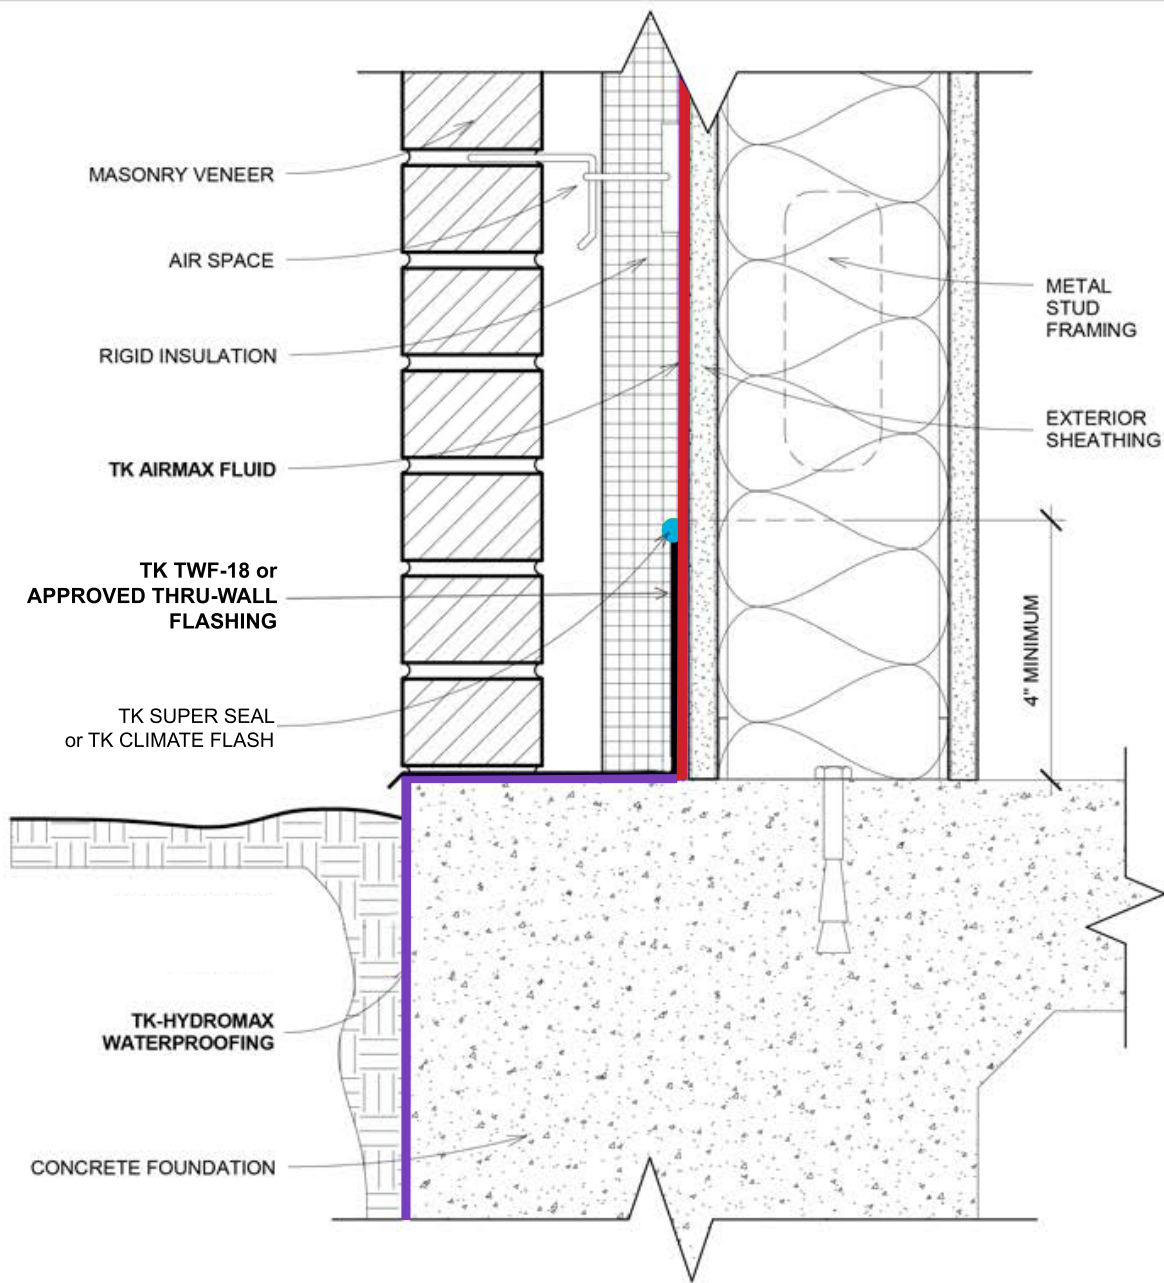 MASONRY VENEER
AIR SPACE
RIGID INSULATION
TK AIRMAX FLUID
TK TWF-18 or
APPROVED THRU-WALL
FLASHING
TK SUPER SEAL
or TK CLIMATE FLASH
TK-HYDROMAX
WATERPROOFING
CONCRETE FOUNDATION
METAL
STUD
FRAMING
EXTERIOR
SHEATHING
4" MINIMUM